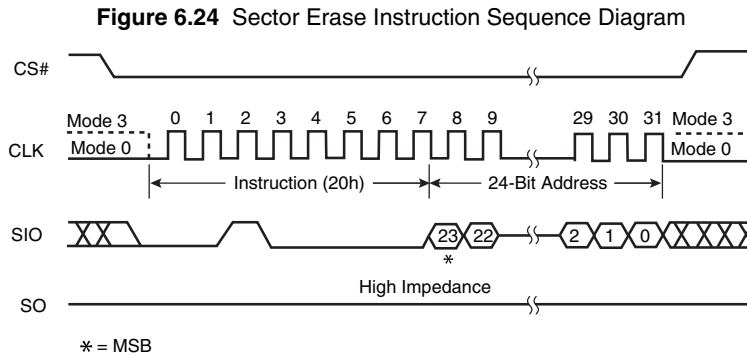 Figure 6.24 Sector Erase Instruction Sequence Diagram
CS#
Mode 3 0 1 2 3 4 5 6 7 8 9 29 30 31 Mode 3
CLK Mode 0 Mode 0
Instruction (20h) 24-Bit Address
SIO 23 22 2 1 0
*
High Impedance
SO
* = MSB